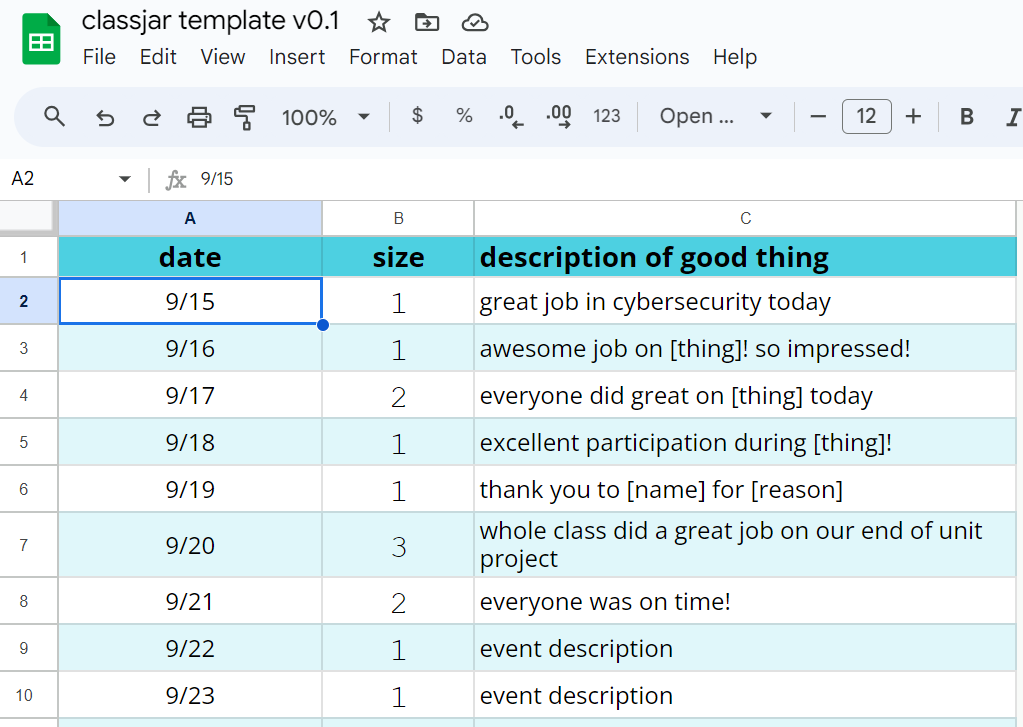 classjar template v0.1
File Edit View Insert Format Data Tools Extensions Help
100% $ % .0 .00 123 Open ... 12 B I
A2 fx 9/15
A B C
1 date size description of good thing
2 9/15 1 great job in cybersecurity today
3 9/16 1 awesome job on [thing]! so impressed!
4 9/17 2 everyone did great on [thing] today
5 9/18 1 excellent participation during [thing]!
6 9/19 1 thank you to [name] for [reason]
7 9/20 3 whole class did a great job on our end of unit
project
8 9/21 2 everyone was on time!
9 9/22 1 event description
10 9/23 1 event description